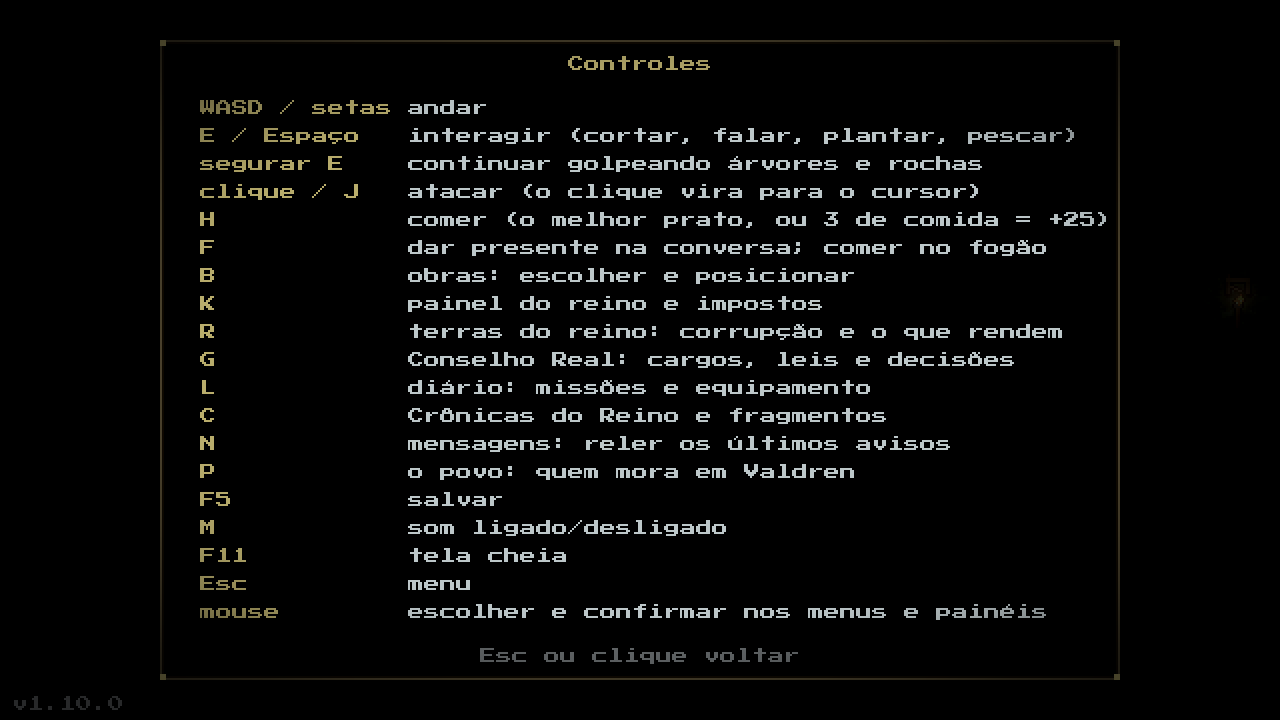 Controles
WASD / setas andar
E / Espaço interagir (cortar, falar, plantar, pescar)
segurar E continuar golpeando árvores e rochas
clique / J atacar (o clique vira para o cursor)
H comer (o melhor prato, ou 3 de comida = +25)
F dar presente na conversa; comer no fogão
B obras: escolher e posicionar
K painel do reino e impostos
R terras do reino: corrupção e o que rendem
G Conselho Real: cargos, leis e decisões
L diário: missões e equipamento
C Crônicas do Reino e fragmentos
N mensagens: reler os últimos avisos
P o povo: quem mora em Valdren
F5 salvar
M som ligado/desligado
F11 tela cheia
Esc menu
mouse escolher e confirmar nos menus e painéis
Esc ou clique voltar
v1.10.0